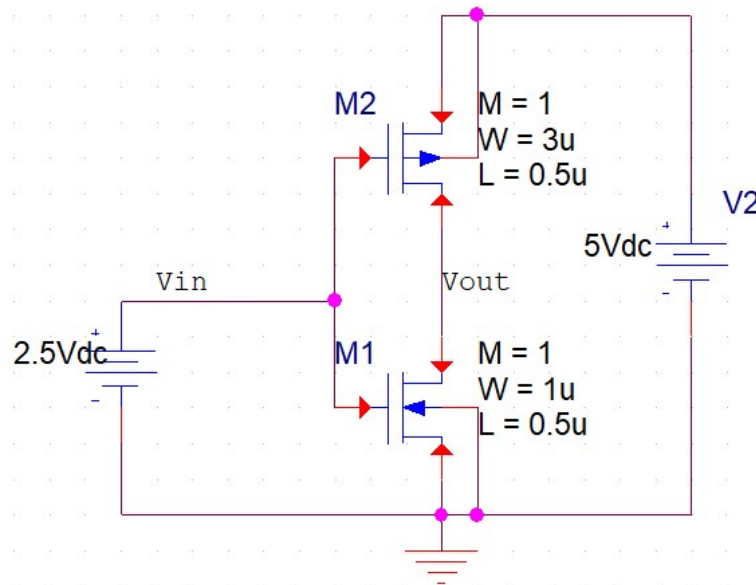 M2
M = 1
W = 3u
L = 0.5u
V2
5Vdc
+
-
Vin
Vout
2.5Vdc
+
-
M1
M = 1
W = 1u
L = 0.5u